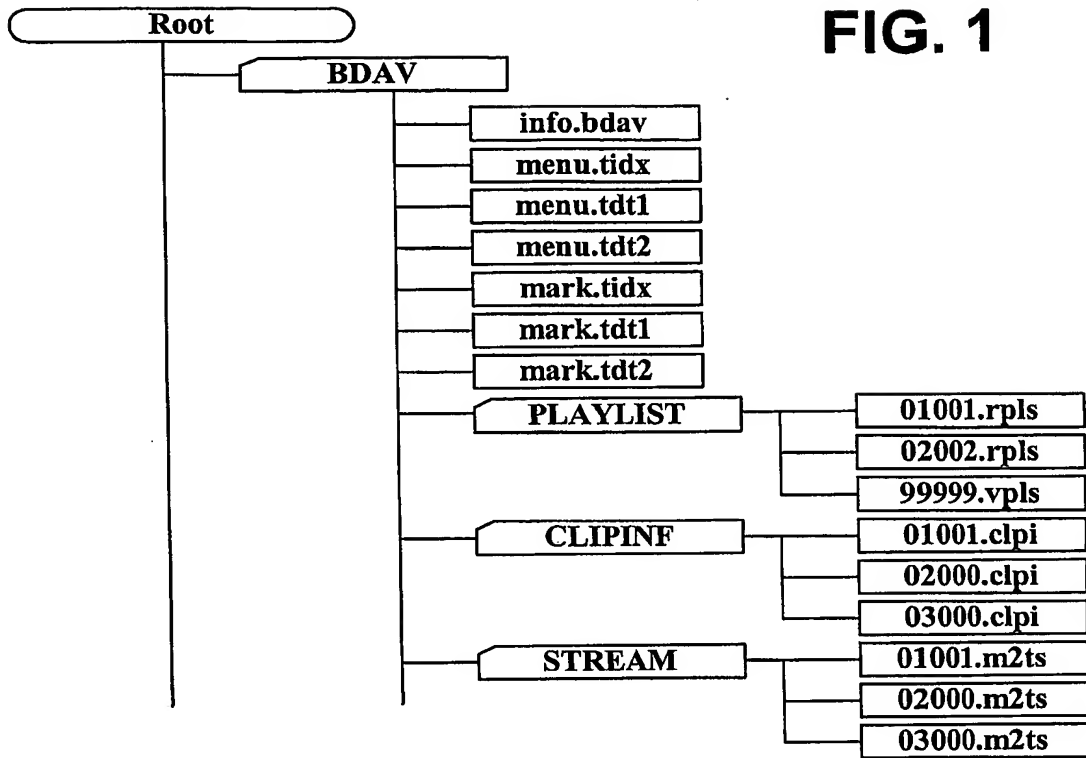 FIG. 1
Root
BDAV
info.bdav
menu.tidx
menu.tdt1
menu.tdt2
mark.tidx
mark.tdt1
mark.tdt2
PLAYLIST
01001.rpls
02002.rpls
99999.vpls
CLIPINF
01001.clpi
02000.clpi
03000.clpi
STREAM
01001.m2ts
02000.m2ts
03000.m2ts